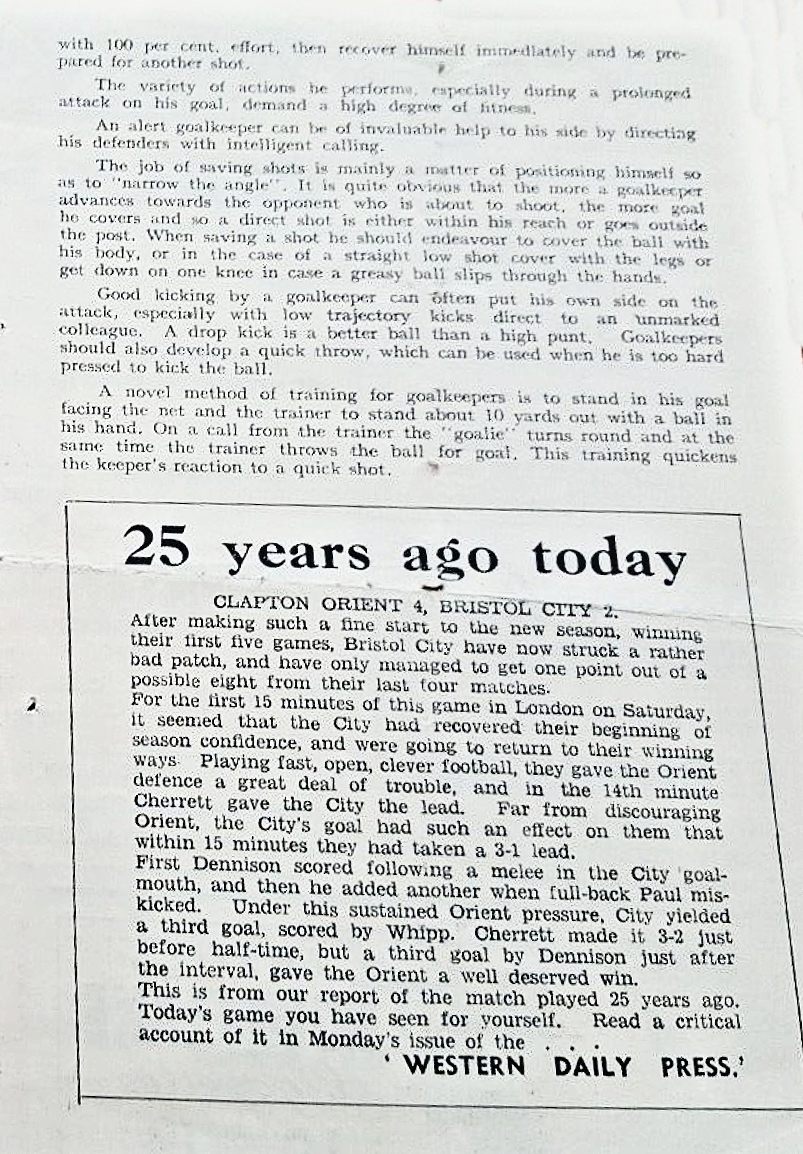 with 100 per cent. effort, then recover himself immediately and be pre-
pared for another shot.
The variety of actions he performs, especially during a prolonged
attack on his goal, demand a high degree of fitness.
An alert goalkeeper can be of invaluable help to his side by directing
his defenders with intelligent calling.
The job of saving shots is mainly a matter of positioning himself so
as to "narrow the angle". It is quite obvious that the more a goalkeeper
advances towards the opponent who is about to shoot, the more goal
he covers and so a direct shot is either within his reach or goes outside
the post. When saving a shot he should endeavour to cover the ball with
his body, or in the case of a straight low shot cover with the legs or
get down on one knee in case a greasy ball slips through the hands.
Good kicking by a goalkeeper can often put his own side on the
attack, especially with low trajectory kicks direct to an unmarked
colleague. A drop kick is a better ball than a high punt. Goalkeepers
should also develop a quick throw, which can be used when he is too hard
pressed to kick the ball.
A novel method of training for goalkeepers is to stand in his goal
facing the net and the trainer to stand about 10 yards out with a ball in
his hand. On a call from the trainer the "goalie" turns round and at the
same time the trainer throws the ball for goal. This training quickens
the keeper's reaction to a quick shot.
25 years ago today
CLAPTON ORIENT 4, BRISTOL CITY 2.
After making such a fine start to the new season, winning
their first five games, Bristol City have now struck a rather
bad patch, and have only managed to get one point out of a
possible eight from their last four matches.
For the first 15 minutes of this game in London on Saturday,
it seemed that the City had recovered their beginning of
season confidence, and were going to return to their winning
ways. Playing fast, open, clever football, they gave the Orient
defence a great deal of trouble, and in the 14th minute
Cherrett gave the City the lead. Far from discouraging
Orient, the City's goal had such an effect on them that
within 15 minutes they had taken a 3-1 lead.
First Dennison scored following a melee in the City goal-
mouth, and then he added another when full-back Paul mis-
kicked. Under this sustained Orient pressure, City yielded
a third goal, scored by Whipp. Cherrett made it 3-2 just
before half-time, but a third goal by Dennison just after
the interval, gave the Orient a well deserved win.
This is from our report of the match played 25 years ago.
Today's game you have seen for yourself. Read a critical
account of it in Monday's issue of the . . .
'WESTERN DAILY PRESS.'